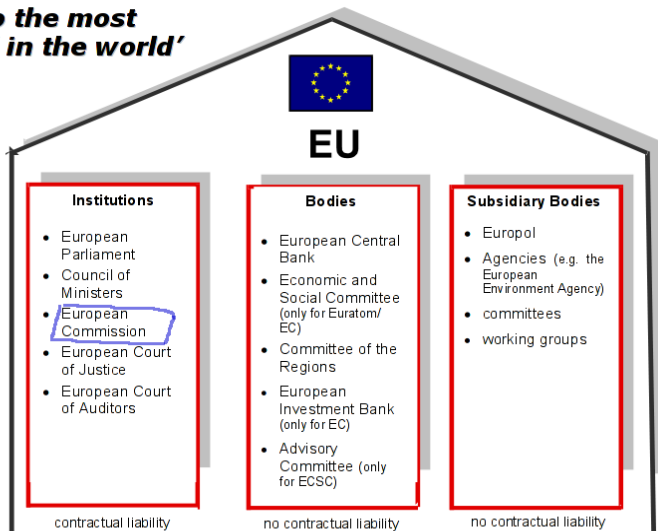 the most
in the world’
EU
Institutions
• European
Parliament
• Council of
Ministers
• European
Commission
• European Court
of Justice
• European Court
of Auditors
contractual liability
Bodies
• European Central
Bank
• Economic and
Social Committee
(only for Euratom/
EC)
• Committee of the
Regions
• European
Investment Bank
(only for EC)
• Advisory
Committee (only
for ECSC)
no contractual liability
Subsidiary Bodies
• Europol
• Agencies (e.g. the
European
Environment Agency)
• committees
• working groups
no contractual liability